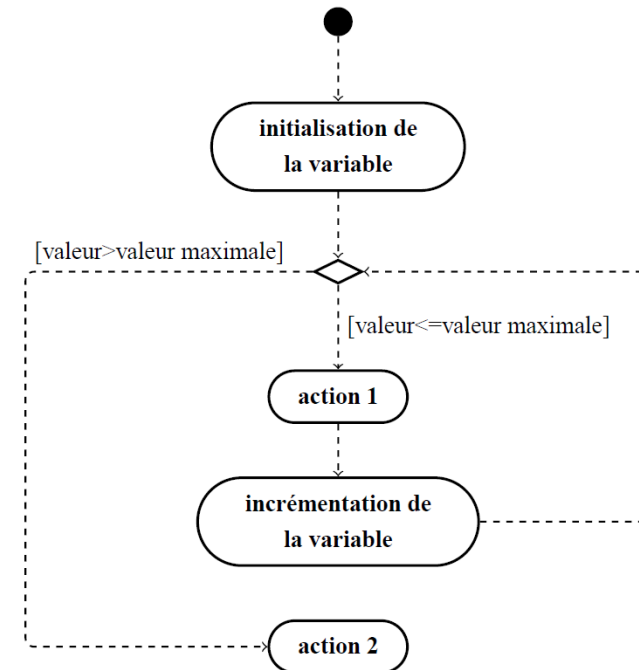 initialisation de
la variable
[valeur>valeur maximale]
[valeur<=valeur maximale]
action 1
incrémentation de
la variable
action 2